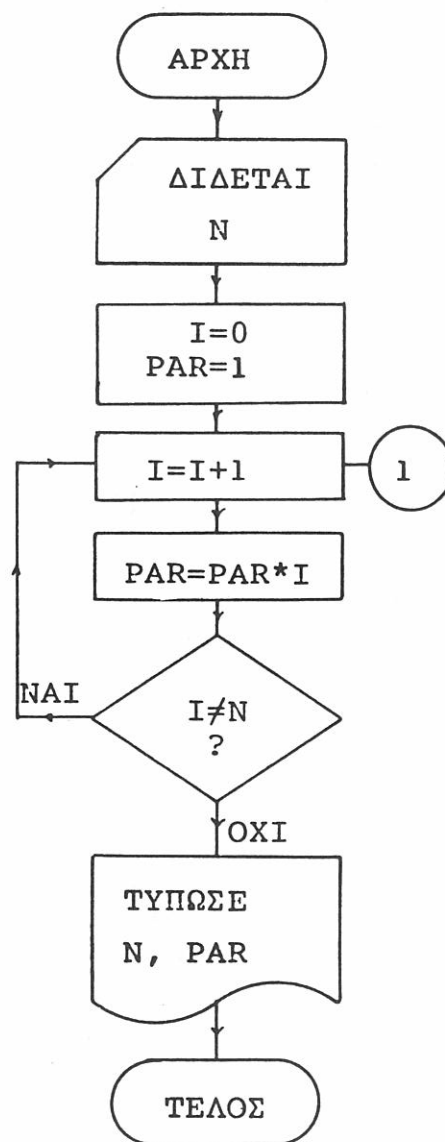 ΑΡΧΗ
ΔΙΔΕΤΑΙ
N
I=0
PAR=1
I=I+1
1
PAR=PAR*I
ΝΑΙ
I≠N
?
ΟΧΙ
ΤΥΠΩΣΕ
N, PAR
ΤΕΛΟΣ